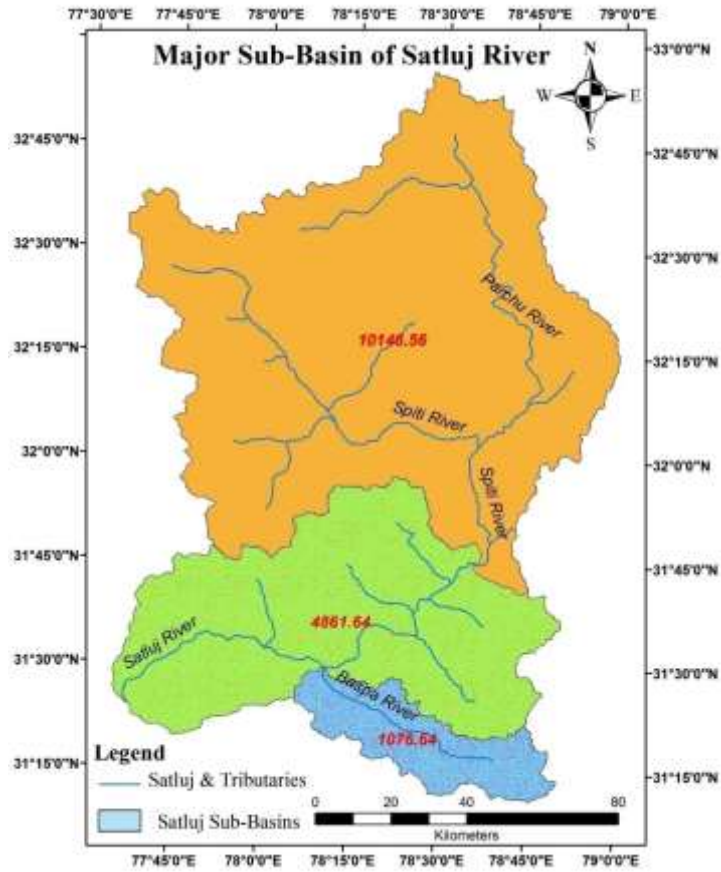 77°30'0"E 77°45'0"E 78°0'0"E 78°15'0"E 78°30'0"E 78°45'0"E 79°0'0"E
Major Sub-Basin of Satluj River
N
W E
S
33°0'0"N
32°45'0"N
32°45'0"N
32°30'0"N
32°30'0"N
Parchu River
32°15'0"N
10146.56
32°15'0"N
Spiti River
32°0'0"N
32°0'0"N
Spiti River
31°45'0"N
31°45'0"N
4861.64
Satluj River
31°30'0"N
31°30'0"N
Baspa River
1076.64
31°15'0"N
31°15'0"N
Legend
Satluj & Tributaries
Satluj Sub-Basins
0 20 40 80
Kilometers
77°45'0"E 78°0'0"E 78°15'0"E 78°30'0"E 78°45'0"E 79°0'0"E